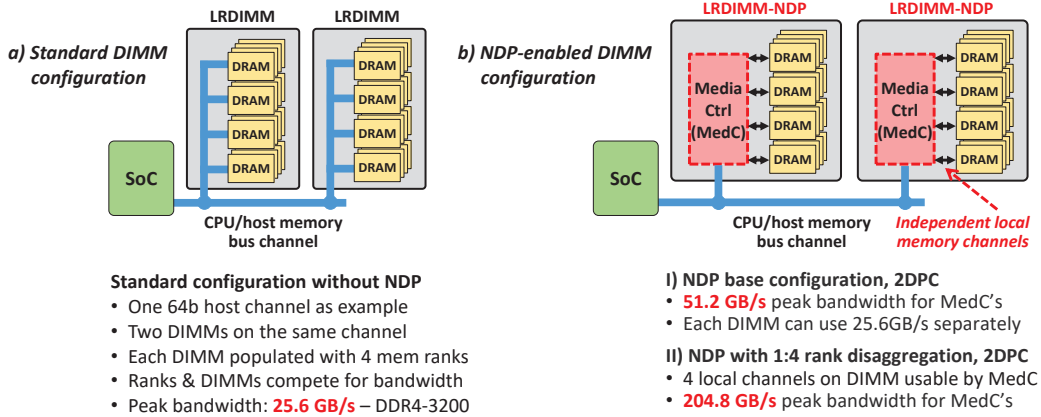 a) Standard DIMM
configuration
LRDIMM
LRDIMM
DRAM
DRAM
DRAM
DRAM
DRAM
DRAM
DRAM
DRAM
SoC
CPU/host memory
bus channel
Standard configuration without NDP
• One 64b host channel as example
• Two DIMMs on the same channel
• Each DIMM populated with 4 mem ranks
• Ranks & DIMMs compete for bandwidth
• Peak bandwidth: 25.6 GB/s – DDR4-3200
b) NDP-enabled DIMM
configuration
LRDIMM-NDP
LRDIMM-NDP
Media
Ctrl
(MedC)
DRAM
DRAM
DRAM
DRAM
Media
Ctrl
(MedC)
DRAM
DRAM
DRAM
DRAM
SoC
CPU/host memory
bus channel
Independent local
memory channels
I) NDP base configuration, 2DPC
• 51.2 GB/s peak bandwidth for MedC's
• Each DIMM can use 25.6GB/s separately
II) NDP with 1:4 rank disaggregation, 2DPC
• 4 local channels on DIMM usable by MedC
• 204.8 GB/s peak bandwidth for MedC's